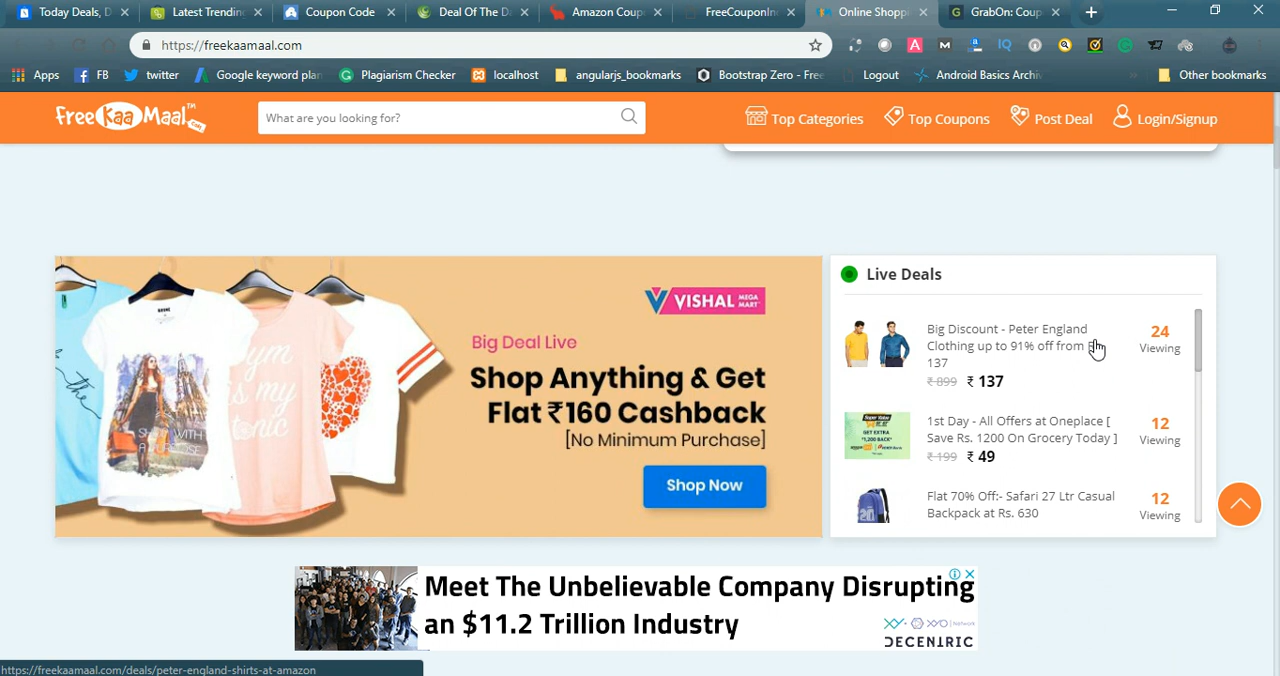 Today Deals, D
Latest Trendin
Coupon Code
Deal Of The Da
Amazon Coup
FreeCouponIn
Online Shoppi
GrabOn: Coup
https://freekaamaal.com
Apps
FB
twitter
Google keyword plan
Plagiarism Checker
localhost
angularjs_bookmarks
Bootstrap Zero - Free
Logout
Android Basics Archi
Other bookmarks
Free Kaa Maal .com
What are you looking for?
Top Categories
Top Coupons
Post Deal
Login/Signup
VISHAL MEGA MART
Big Deal Live
Shop Anything & Get
Flat ₹160 Cashback
[No Minimum Purchase]
Shop Now
Live Deals
Big Discount - Peter England
Clothing up to 91% off from
137
₹ 899 ₹ 137
24
Viewing
1st Day - All Offers at Oneplace [
Save Rs. 1200 On Grocery Today ]
₹ 199 ₹ 49
12
Viewing
Flat 70% Off:- Safari 27 Ltr Casual
Backpack at Rs. 630
12
Viewing
Meet The Unbelievable Company Disrupting
an $11.2 Trillion Industry
Network
DECENTRIC
https://freekaamaal.com/deals/peter-england-shirts-at-amazon